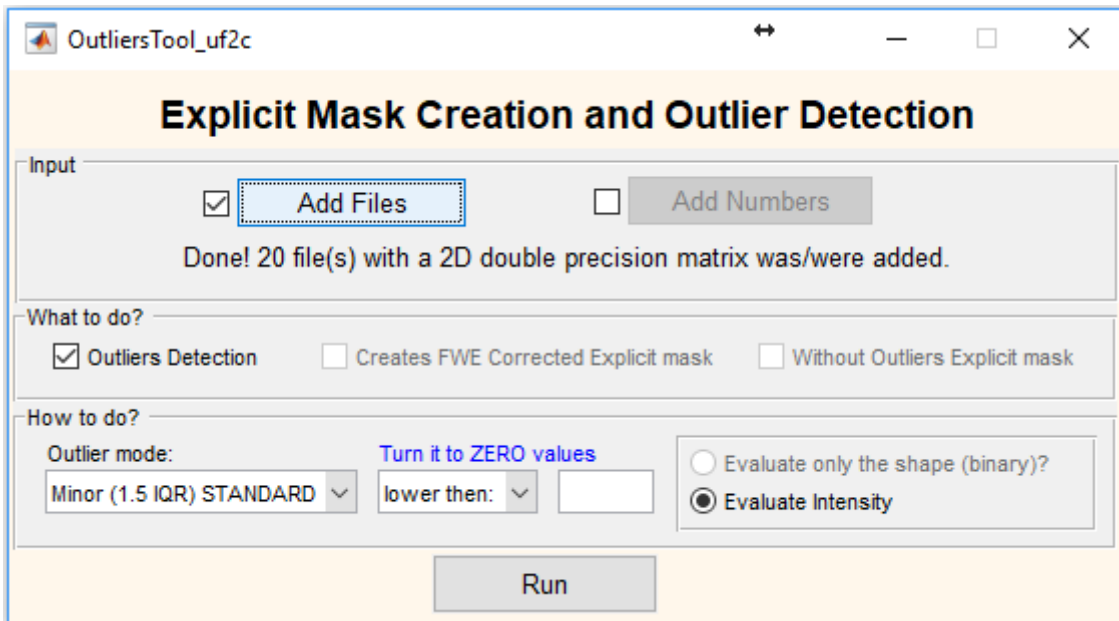 OutliersTool_uf2c
Explicit Mask Creation and Outlier Detection
Input
Add Files Add Numbers
Done! 20 file(s) with a 2D double precision matrix was/were added.
What to do?
Outliers Detection Creates FWE Corrected Explicit mask Without Outliers Explicit mask
How to do?
Outlier mode: Turn it to ZERO values
Evaluate only the shape (binary)?
Minor (1.5 IQR) STANDARD lower then:
Evaluate Intensity
Run